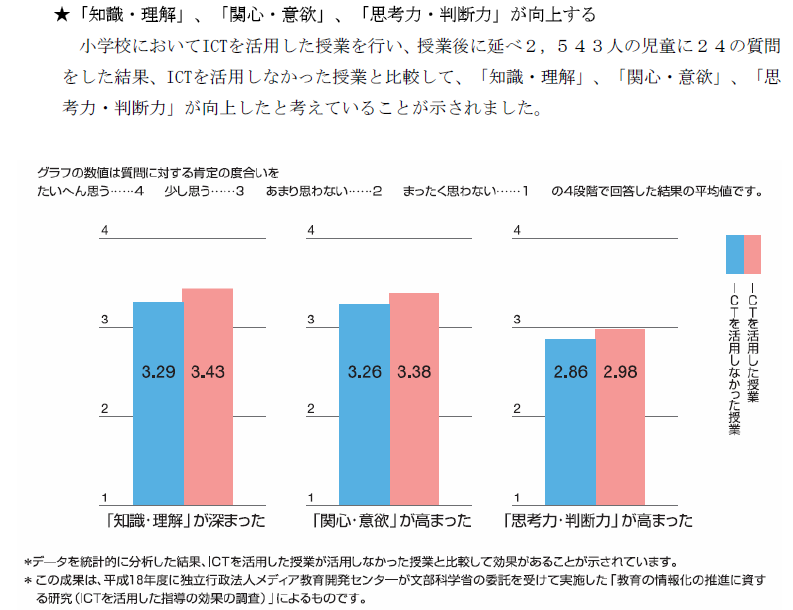 ★「知識・理解」、「関心・意欲」、「思考力・判断力」が向上する
小学校においてICTを活用した授業を行い、授業後に延べ２，５４３人の児童に２４の質問
をした結果、ICTを活用しなかった授業と比較して、「知識・理解」、「関心・意欲」、「思
考力・判断力」が向上したと考えていることが示されました。
グラフの数値は質問に対する肯定の度合いを
たいへん思う……4　少し思う……3　あまり思わない……2　まったく思わない……1　の4段階で回答した結果の平均値です。
4
3
2
1
3.29
3.43
「知識・理解」が深まった
4
3
2
1
3.26
3.38
「関心・意欲」が高まった
4
3
2
1
2.86
2.98
「思考力・判断力」が高まった
ICTを活用した授業
ICTを活用しなかった授業
＊データを統計的に分析した結果、ICTを活用した授業が活用しなかった授業と比較して効果があることが示されています。
＊この成果は、平成18年度に独立行政法人メディア教育開発センターが文部科学省の委託を受けて実施した「教育の情報化の推進に資す
る研究（ICTを活用した指導の効果の調査）」によるものです。